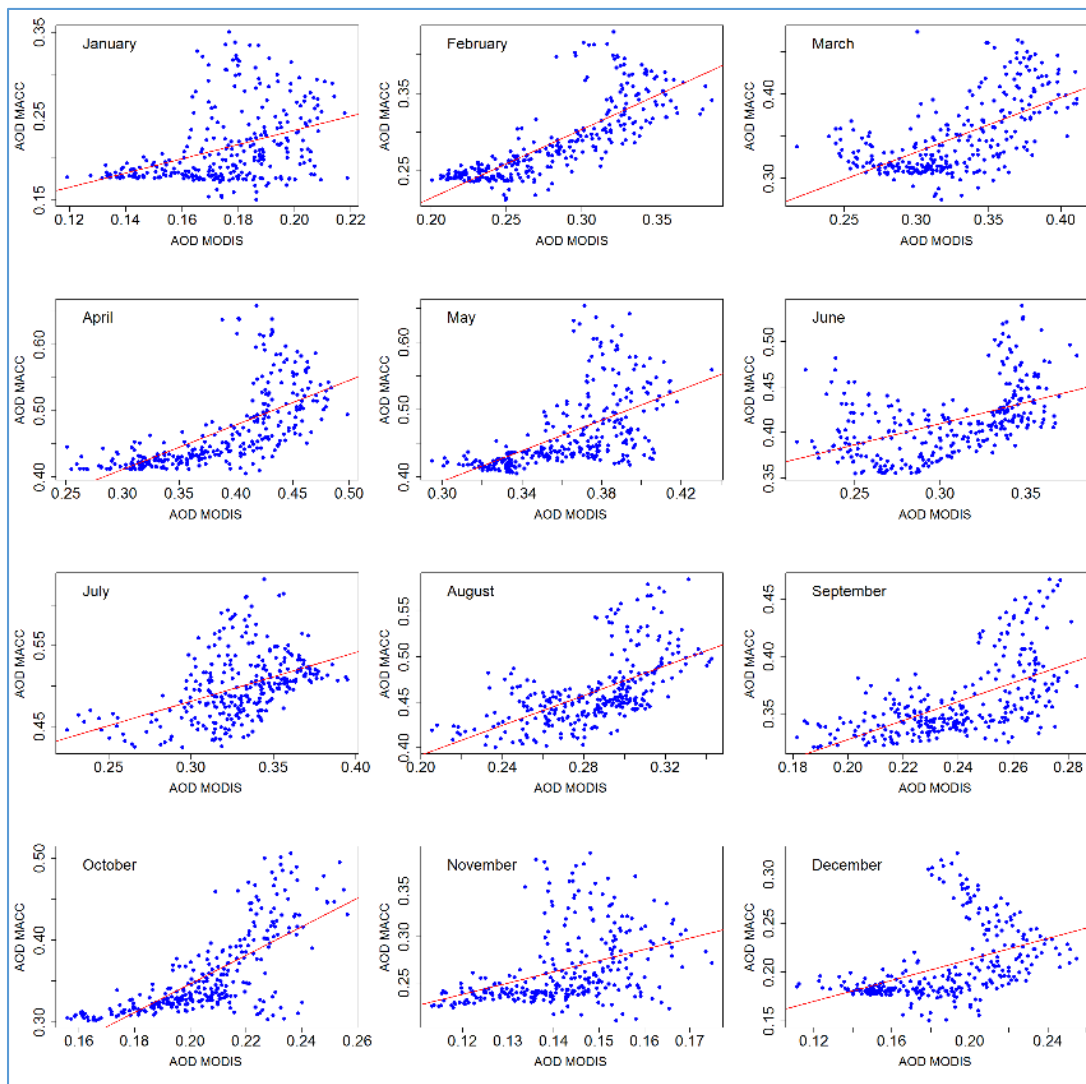 January
AOD MACC
0.15 0.25 0.35
0.12 0.14 0.16 0.18 0.20 0.22
AOD MODIS
February
AOD MACC
0.25 0.35
0.20 0.25 0.30 0.35
AOD MODIS
March
AOD MACC
0.30 0.40
0.25 0.30 0.35 0.40
AOD MODIS
April
AOD MACC
0.40 0.50 0.60
0.25 0.30 0.35 0.40 0.45 0.50
AOD MODIS
May
AOD MACC
0.40 0.50 0.60
0.30 0.34 0.38 0.42
AOD MODIS
June
AOD MACC
0.35 0.40 0.45 0.50
0.25 0.30 0.35
AOD MODIS
July
AOD MACC
0.45 0.55
0.25 0.30 0.35 0.40
AOD MODIS
August
AOD MACC
0.40 0.45 0.50 0.55
0.20 0.24 0.28 0.32
AOD MODIS
September
AOD MACC
0.35 0.40 0.45
0.18 0.20 0.22 0.24 0.26 0.28
AOD MODIS
October
AOD MACC
0.30 0.40 0.50
0.16 0.18 0.20 0.22 0.24 0.26
AOD MODIS
November
AOD MACC
0.25 0.30 0.35
0.12 0.13 0.14 0.15 0.16 0.17
AOD MODIS
December
AOD MACC
0.15 0.20 0.25 0.30
0.12 0.16 0.20 0.24
AOD MODIS